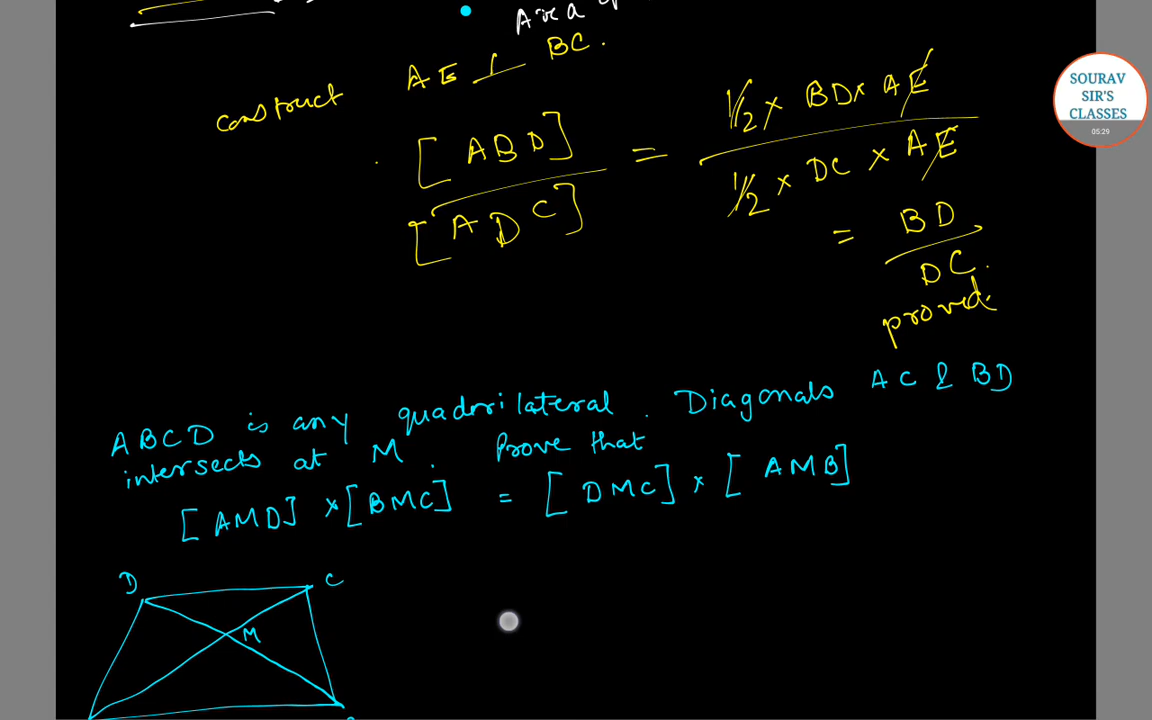 Area
construct AE ⊥ BC.
[ABD] / [ADC] = 1/2 × BD × AE / 1/2 × DC × AE
= BD / DC.
proved.
ABCD is any quadrilateral. Diagonals AC & BD
intersects at M. Prove that
[AMD] × [BMC] = [DMC] × [AMB]
D C
M
SOURAV
SIR'S
CLASSES
05:29